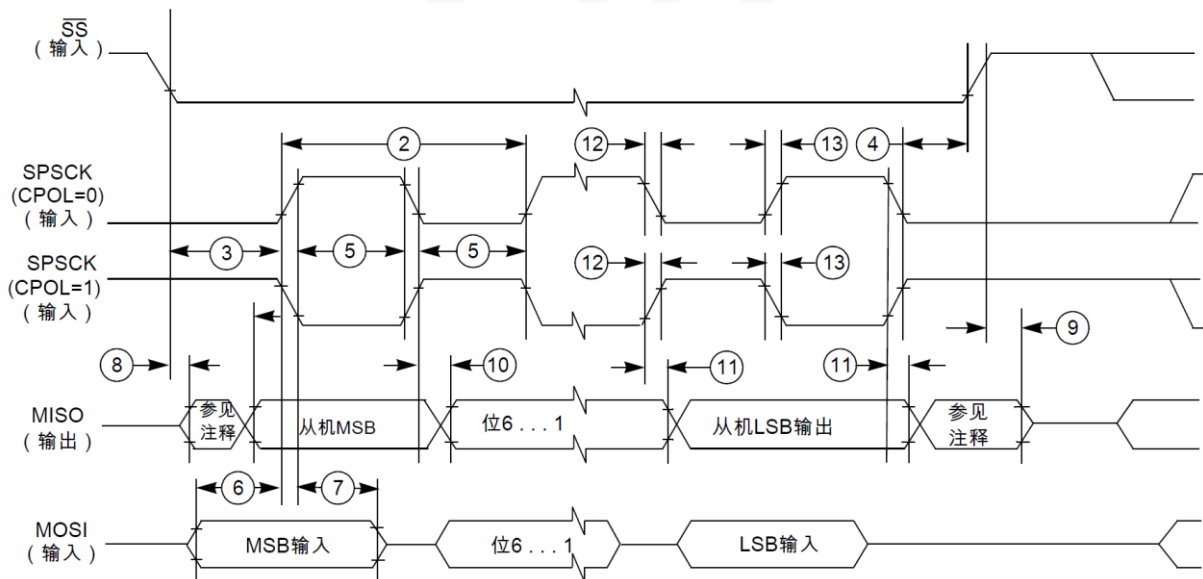 SS
（输入）
2
12
13
4
SPSCK
(CPOL=0)
（输入）
3
5
5
SPSCK
(CPOL=1)
（输入）
12
13
9
8
10
11
11
MISO
（输出）
参见
注释
从机MSB
位6...1
从机LSB输出
参见
注释
6
7
MOSI
（输入）
MSB输入
位6...1
LSB输入